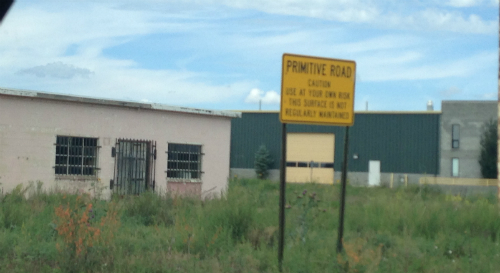 PRIMITIVE ROAD
CAUTION
USE AT YOUR OWN RISK
THIS SURFACE IS NOT
REGULARLY MAINTAINED